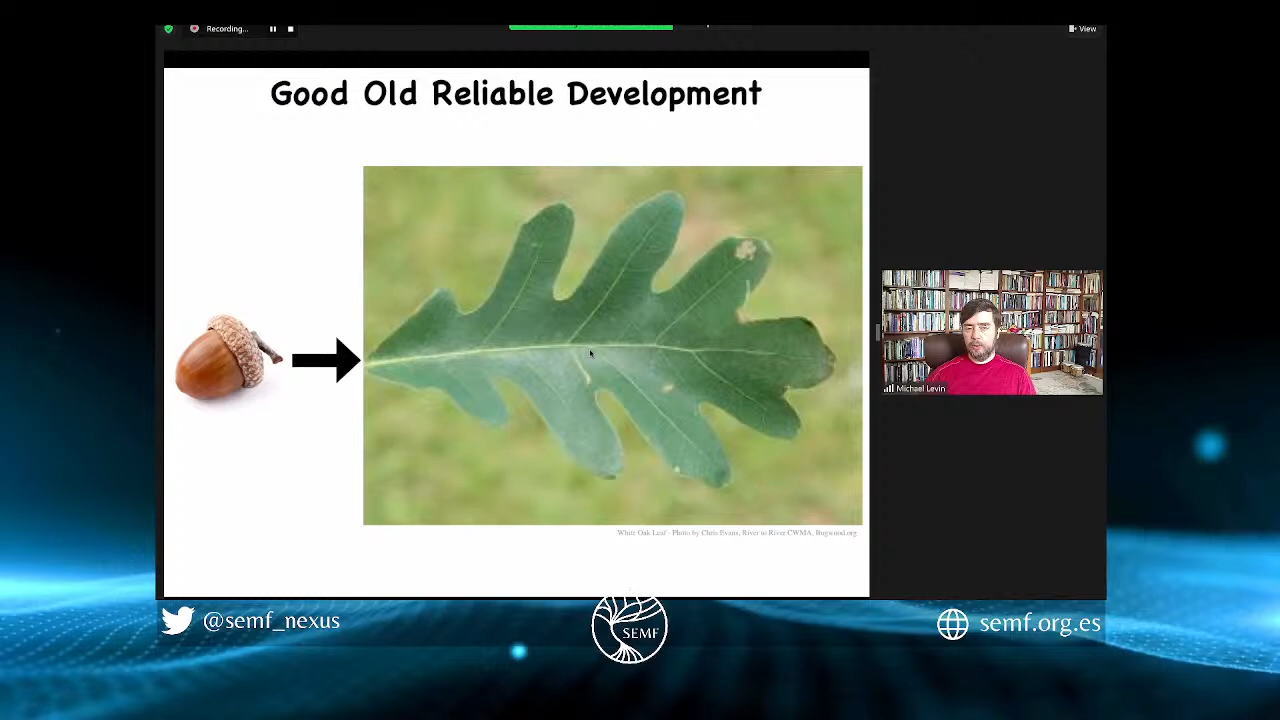 Recording...
View
Good Old Reliable Development
Michael Levin
White Oak Leaf - Photo by Chris Evans, River to River CWMA, Bugwood.org
@semf_nexus
SEMF
semf.org.es